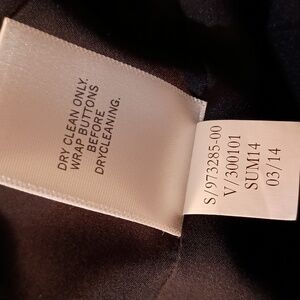 DRY CLEAN ONLY.
WRAP BUTTONS
BEFORE
DRYCLEANING.
S/973285-00
V/300101
SUM14
03/14